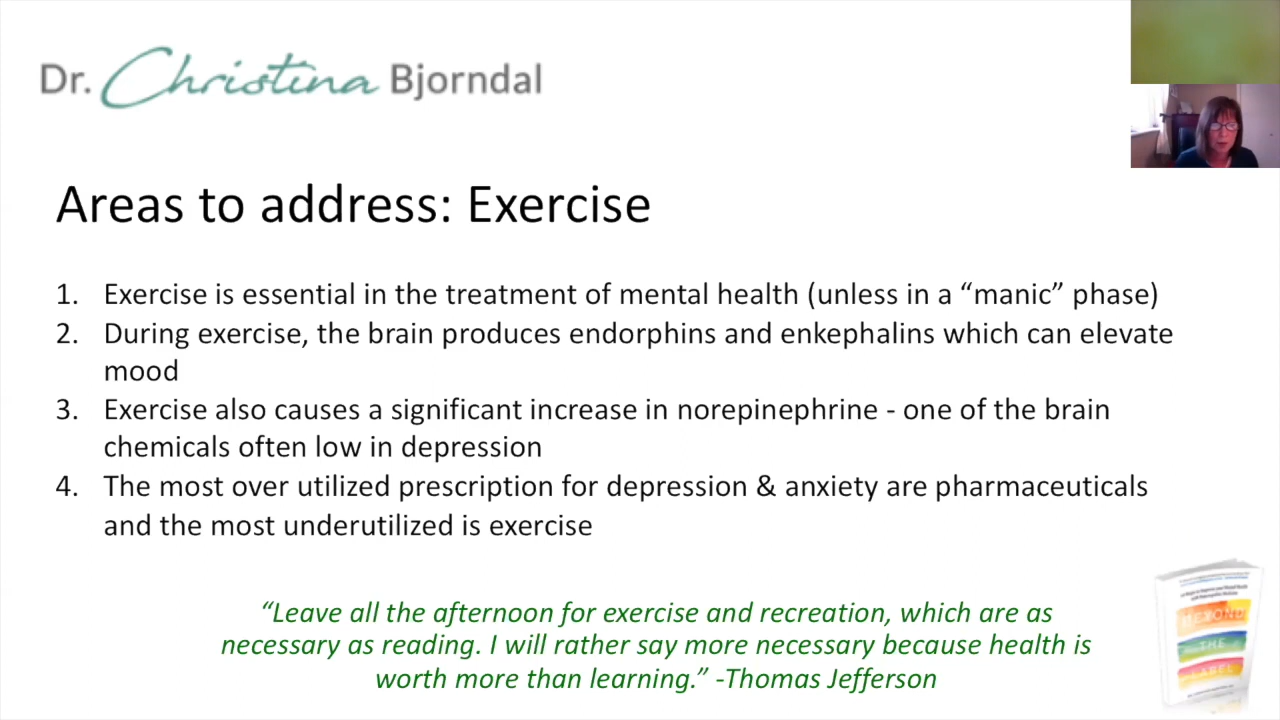 Dr. Christina Bjorndal
Areas to address: Exercise
1. Exercise is essential in the treatment of mental health (unless in a “manic” phase)
2. During exercise, the brain produces endorphins and enkephalins which can elevate
mood
3. Exercise also causes a significant increase in norepinephrine - one of the brain
chemicals often low in depression
4. The most over utilized prescription for depression & anxiety are pharmaceuticals
and the most underutilized is exercise
“Leave all the afternoon for exercise and recreation, which are as
necessary as reading. I will rather say more necessary because health is
worth more than learning.” -Thomas Jefferson
BEYOND
THE
LABEL